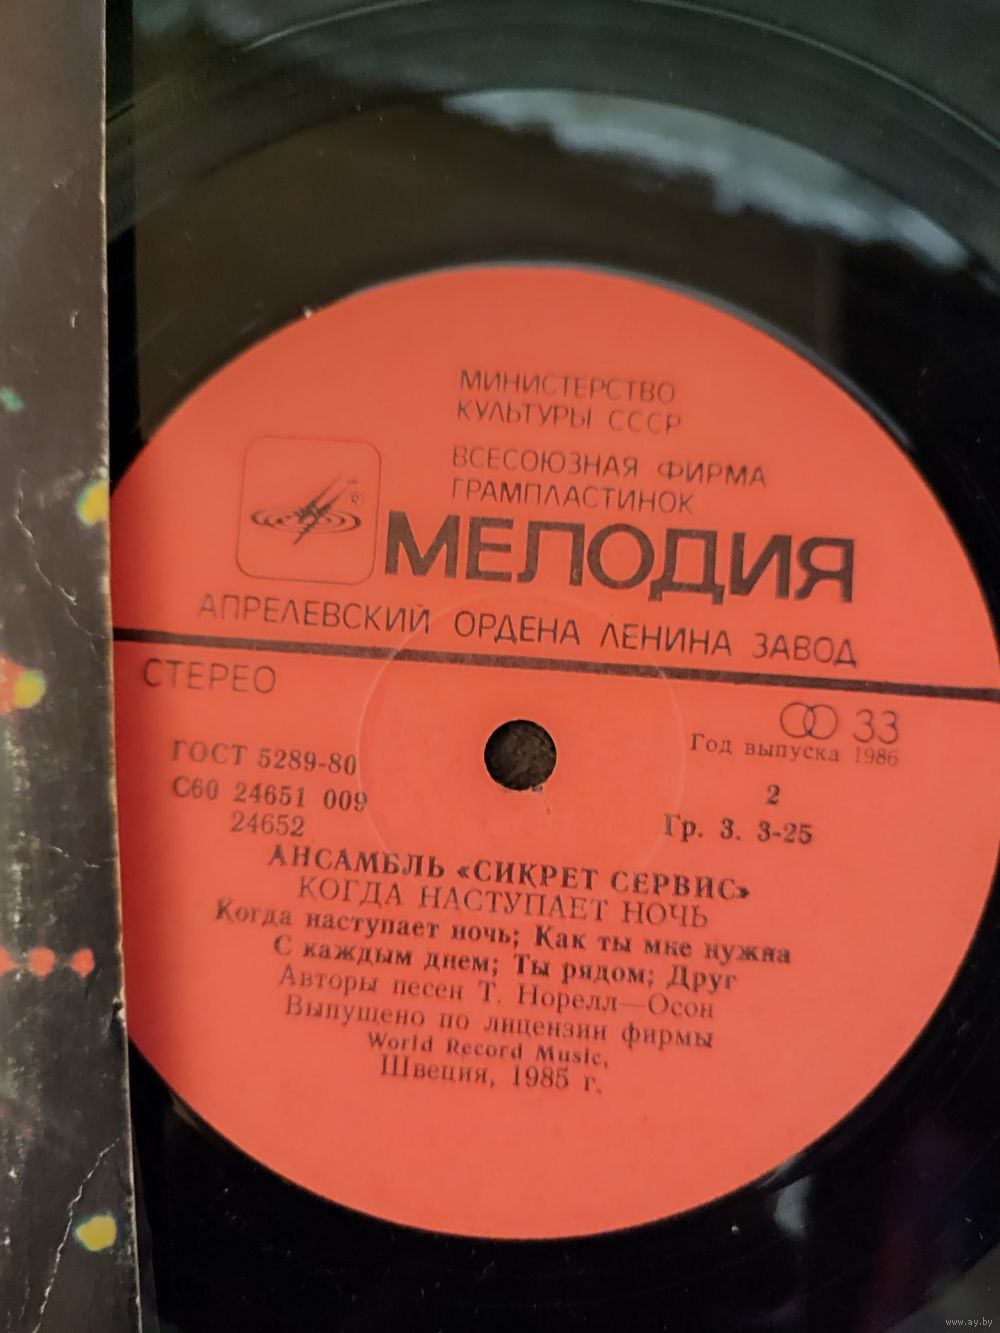 МИНИСТЕРСТВО
КУЛЬТУРЫ СССР
ВСЕСОЮЗНАЯ ФИРМА
ГРАМПЛАСТИНОК
R
МЕЛОДИЯ
АПРЕЛЕВСКИЙ ОРДЕНА ЛЕНИНА ЗАВОД
СТЕРЕО
33
ГОСТ 5289-80
Год выпуска 1986
С60 24651 009
2
24652
Гр. 3. 3-25
АНСАМБЛЬ «СИКРЕТ СЕРВИС»
КОГДА НАСТУПАЕТ НОЧЬ
Когда наступает ночь; Как ты мне нужна
С каждым днем; Ты рядом; Друг
Авторы песен Т. Норелл—Осон
Выпущено по лицензии фирмы
World Record Music,
Швеция, 1985 г.
www.ay.by